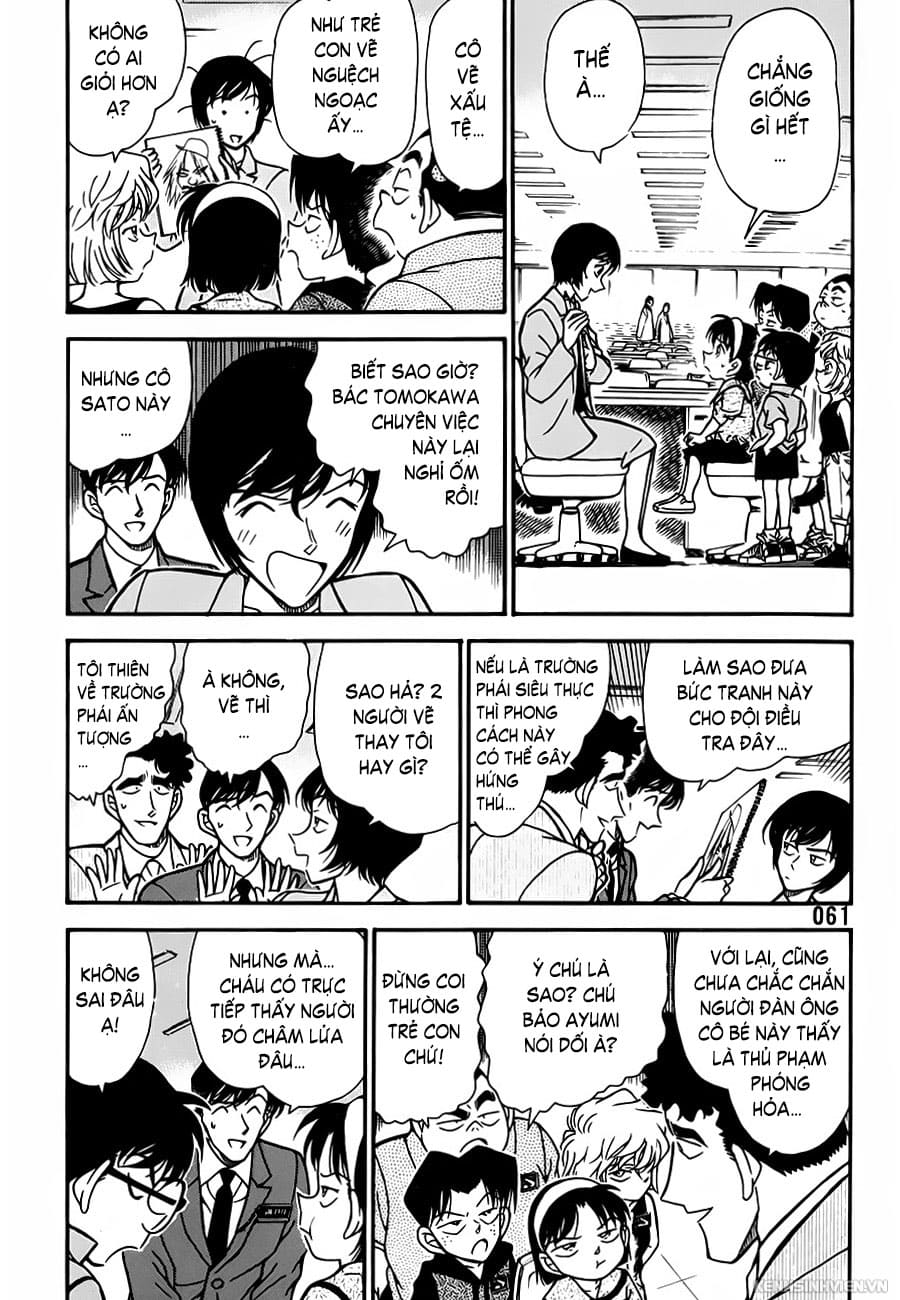 CHẲNG
GIỐNG
GÌ HẾT
...
THẾ
À...
CÔ
VẼ
XẤU
TỆ...
NHƯ TRẺ
CON VẼ
NGUỆCH
NGOẠC
ẤY...
KHÔNG
CÓ AI
GIỎI HƠN
Ạ?
BIẾT SAO GIỜ?
BÁC TOMOKAWA
CHUYÊN VIỆC
NÀY LẠI
NGHỈ ỐM
RỒI!
NHƯNG CÔ
SATO NÀY
...
LÀM SAO ĐƯA
BỨC TRANH NÀY
CHO ĐỘI ĐIỀU
TRA ĐÂY...
NẾU LÀ TRƯỜNG
PHÁI SIÊU THỰC
THÌ PHONG
CÁCH NÀY
CÓ THỂ GÂY
HỨNG
THÚ...
SAO HẢ? 2
NGƯỜI VẼ
THAY TÔI
HAY GÌ?
À KHÔNG,
VẼ THÌ
...
TÔI THIÊN
VỀ TRƯỜNG
PHÁI ẤN
TƯỢNG
...
061
VỚI LẠI, CŨNG
CHƯA CHẮC CHẮN
NGƯỜI ĐÀN ÔNG
CÔ BÉ NÀY THẤY
LÀ THỦ PHẠM
PHÓNG
HỎA...
Ý CHÚ LÀ
SAO? CHÚ
BẢO AYUMI
NÓI DỐI À?
ĐỪNG COI
THƯỜNG
TRẺ CON
CHỨ!
NHƯNG MÀ...
CHÁU CÓ TRỰC
TIẾP THẤY NGƯỜI
ĐÓ CHÂM LỬA
ĐÂU...
KHÔNG
SAI ĐÂU
Ạ!
KENHSINHVIEN.VN